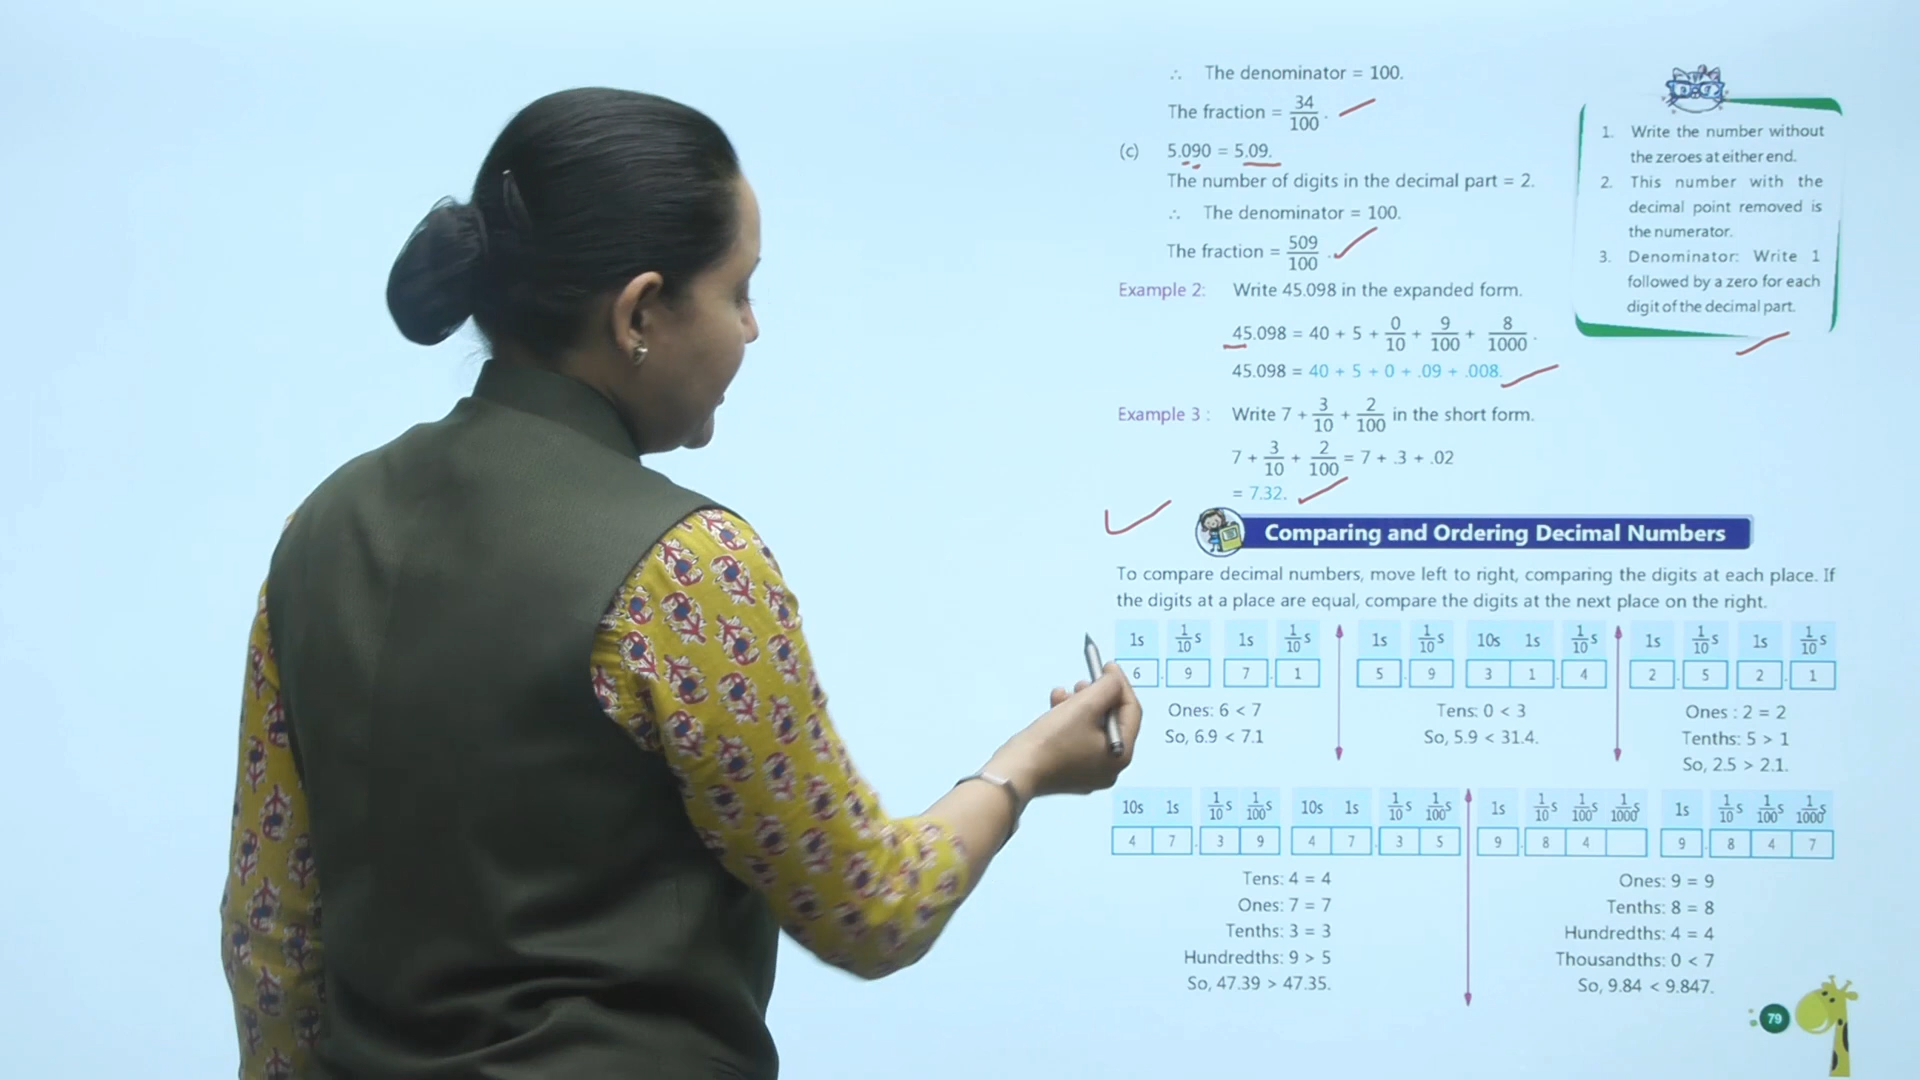 ∴ The denominator = 100.
The fraction = 34/100.
(c) 5.090 = 5.09.
The number of digits in the decimal part = 2.
∴ The denominator = 100.
The fraction = 509/100.
1. Write the number without
the zeroes at either end.
2. This number with the
decimal point removed is
the numerator.
3. Denominator: Write 1
followed by a zero for each
digit of the decimal part.
Example 2: Write 45.098 in the expanded form.
45.098 = 40 + 5 + 0/10 + 9/100 + 8/1000.
45.098 = 40 + 5 + 0 + .09 + .008.
Example 3 : Write 7 + 3/10 + 2/100 in the short form.
7 + 3/10 + 2/100 = 7 + .3 + .02
= 7.32.
Comparing and Ordering Decimal Numbers
To compare decimal numbers, move left to right, comparing the digits at each place. If
the digits at a place are equal, compare the digits at the next place on the right.
1s 1/10s 1s 1/10s
6 . 9 7 . 1
Ones: 6 < 7
So, 6.9 < 7.1
1s 1/10s 10s 1s 1/10s
5 . 9 3 1 . 4
Tens: 0 < 3
So, 5.9 < 31.4.
1s 1/10s 1s 1/10s
2 . 5 2 . 1
Ones : 2 = 2
Tenths: 5 > 1
So, 2.5 > 2.1.
10s 1s 1/10s 1/100s 10s 1s 1/10s 1/100s
4 7 . 3 9 4 7 . 3 5
Tens: 4 = 4
Ones: 7 = 7
Tenths: 3 = 3
Hundredths: 9 > 5
So, 47.39 > 47.35.
1s 1/10s 1/100s 1/1000s 1s 1/10s 1/100s 1/1000s
9 . 8 4 9 . 8 4 7
Ones: 9 = 9
Tenths: 8 = 8
Hundredths: 4 = 4
Thousandths: 0 < 7
So, 9.84 < 9.847.
79